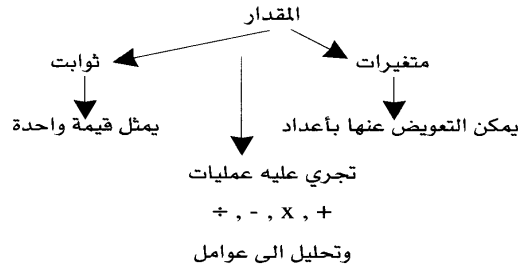 المقدار
متغيرات
ثوابت
يمكن التعويض عنها بأعداد
يمثل قيمة واحدة
تجري عليه عمليات
+ , x , - , ÷
وتحليل الى عوامل